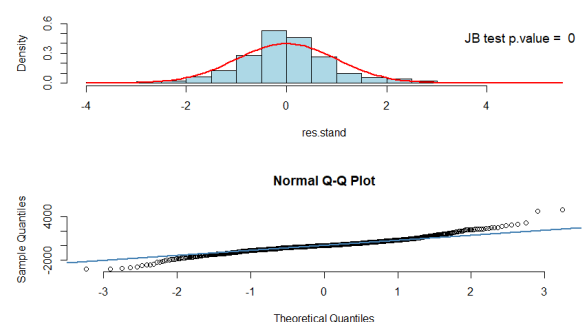 Density
0.0
0.3
0.6
JB test p.value = 0
-4
-2
0
2
4
res.stand
Normal Q-Q Plot
Sample Quantiles
-2000
4000
-3
-2
-1
0
1
2
3
Theoretical Quantiles